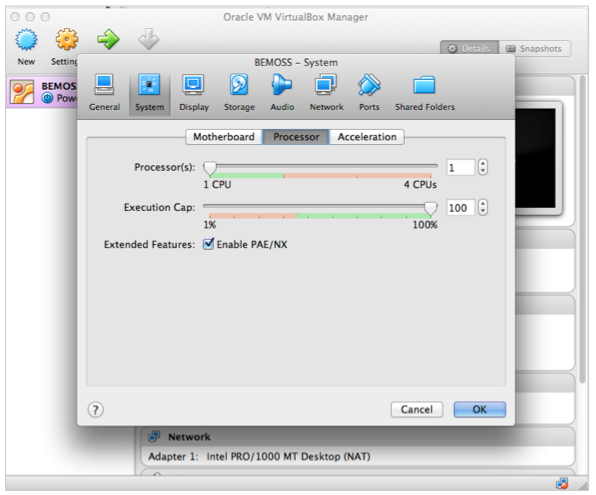 Oracle VM VirtualBox Manager
New Setting Details Snapshots
BEMOSS – System
BEMOS
Powe
General System Display Storage Audio Network Ports Shared Folders
Motherboard Processor Acceleration
Processor(s): 1
1 CPU 4 CPUs
Execution Cap: 100
1% 100%
Extended Features: Enable PAE/NX
? Cancel OK
Network
Adapter 1: Intel PRO/1000 MT Desktop (NAT)